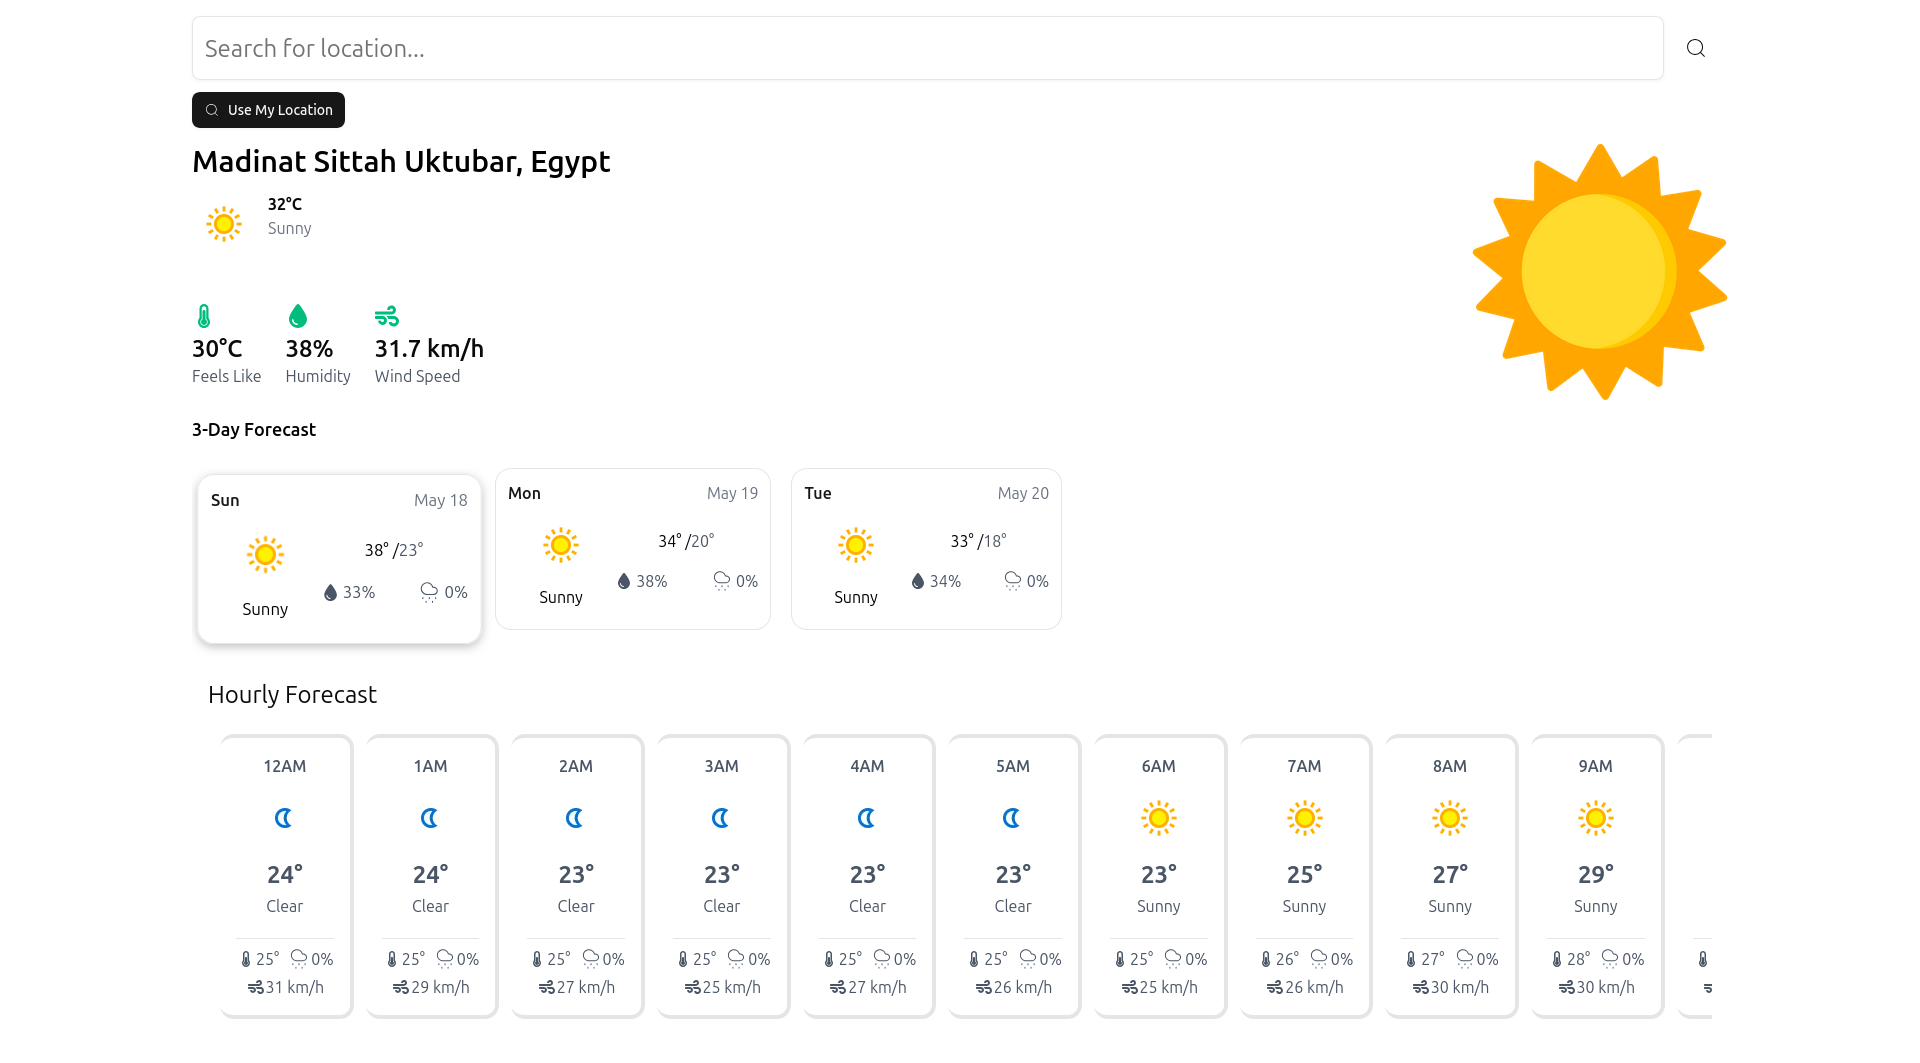 Search for location...
Use My Location
Madinat Sittah Uktubar, Egypt
32°C
Sunny
30°C 38% 31.7 km/h
Feels Like Humidity Wind Speed
3-Day Forecast
Sun May 18
38° /23°
33% 0%
Sunny
Mon May 19
34° /20°
38% 0%
Sunny
Tue May 20
33° /18°
34% 0%
Sunny
Hourly Forecast
12AM
24°
Clear
25° 0%
31 km/h
1AM
24°
Clear
25° 0%
29 km/h
2AM
23°
Clear
25° 0%
27 km/h
3AM
23°
Clear
25° 0%
25 km/h
4AM
23°
Clear
25° 0%
27 km/h
5AM
23°
Clear
25° 0%
26 km/h
6AM
23°
Sunny
25° 0%
25 km/h
7AM
25°
Sunny
26° 0%
26 km/h
8AM
27°
Sunny
27° 0%
30 km/h
9AM
29°
Sunny
28° 0%
30 km/h